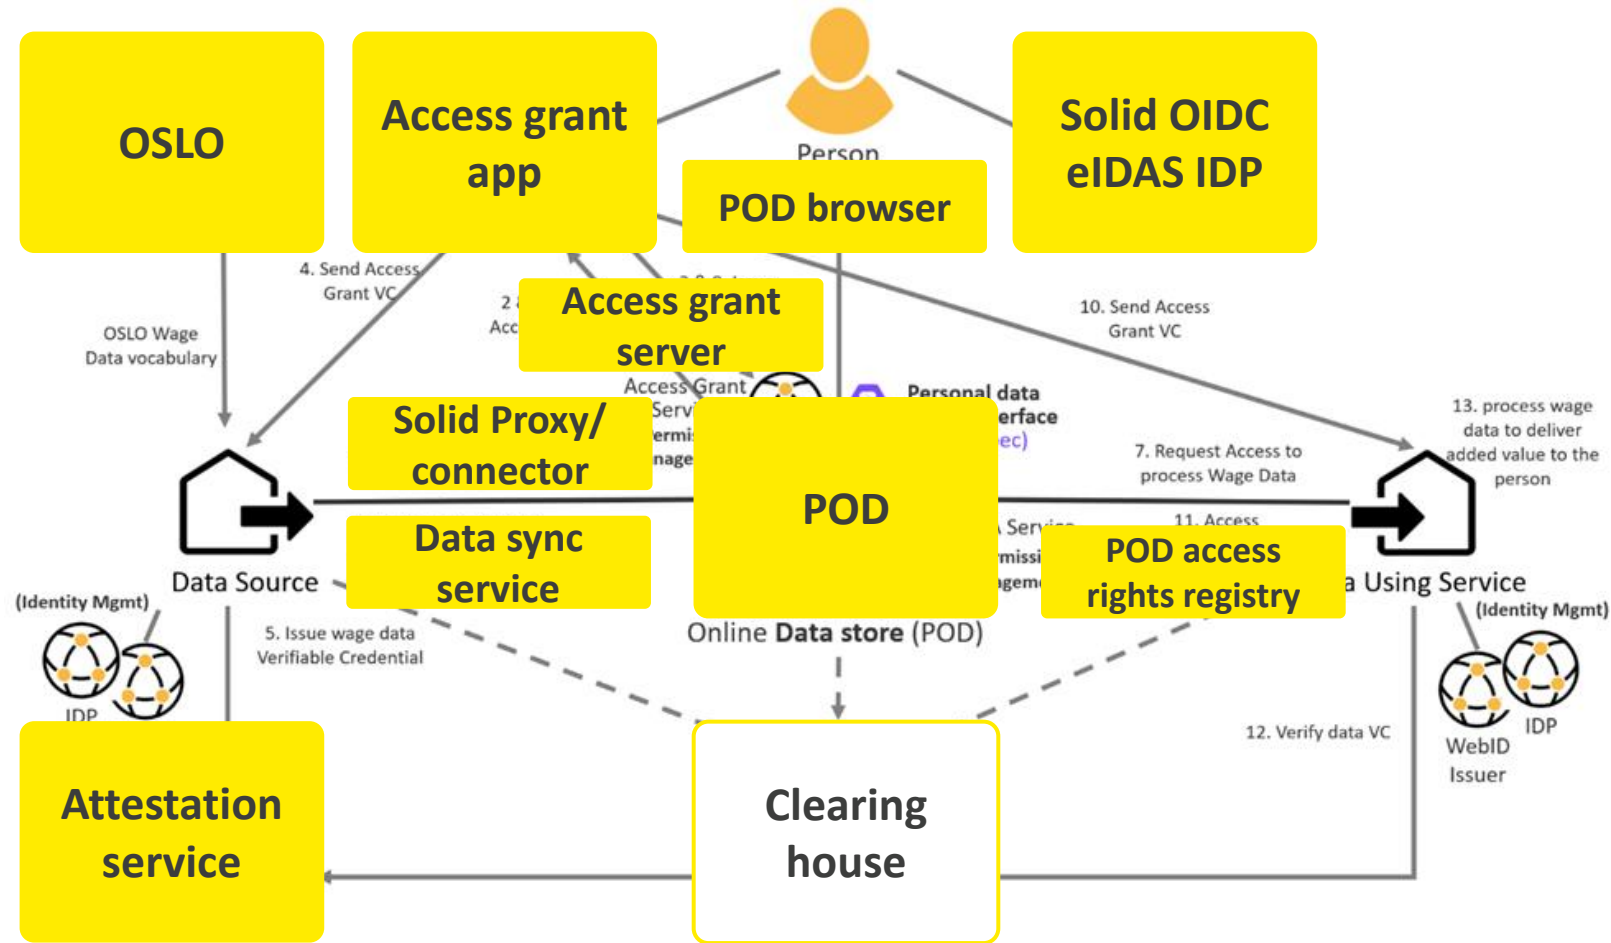 OSLO
Access grant
app
Person
Solid OIDC
eIDAS IDP
POD browser
4. Send Access
Grant VC
2
Access grant
server
10. Send Access
Grant VC
OSLO Wage
Data vocabulary
Access Grant
Personal data
Solid Proxy/
connector
13. process wage
data to deliver
added value to the
person
7. Request Access to
process Wage Data
POD
11. Access
Data sync
service
POD access
rights registry
Data Source
Using Service
(Identity Mgmt)
(Identity Mgmt)
5. Issue wage data
Verifiable Credential
Online Data store (POD)
IDP
IDP
WebID
Issuer
12. Verify data VC
Attestation
service
Clearing
house